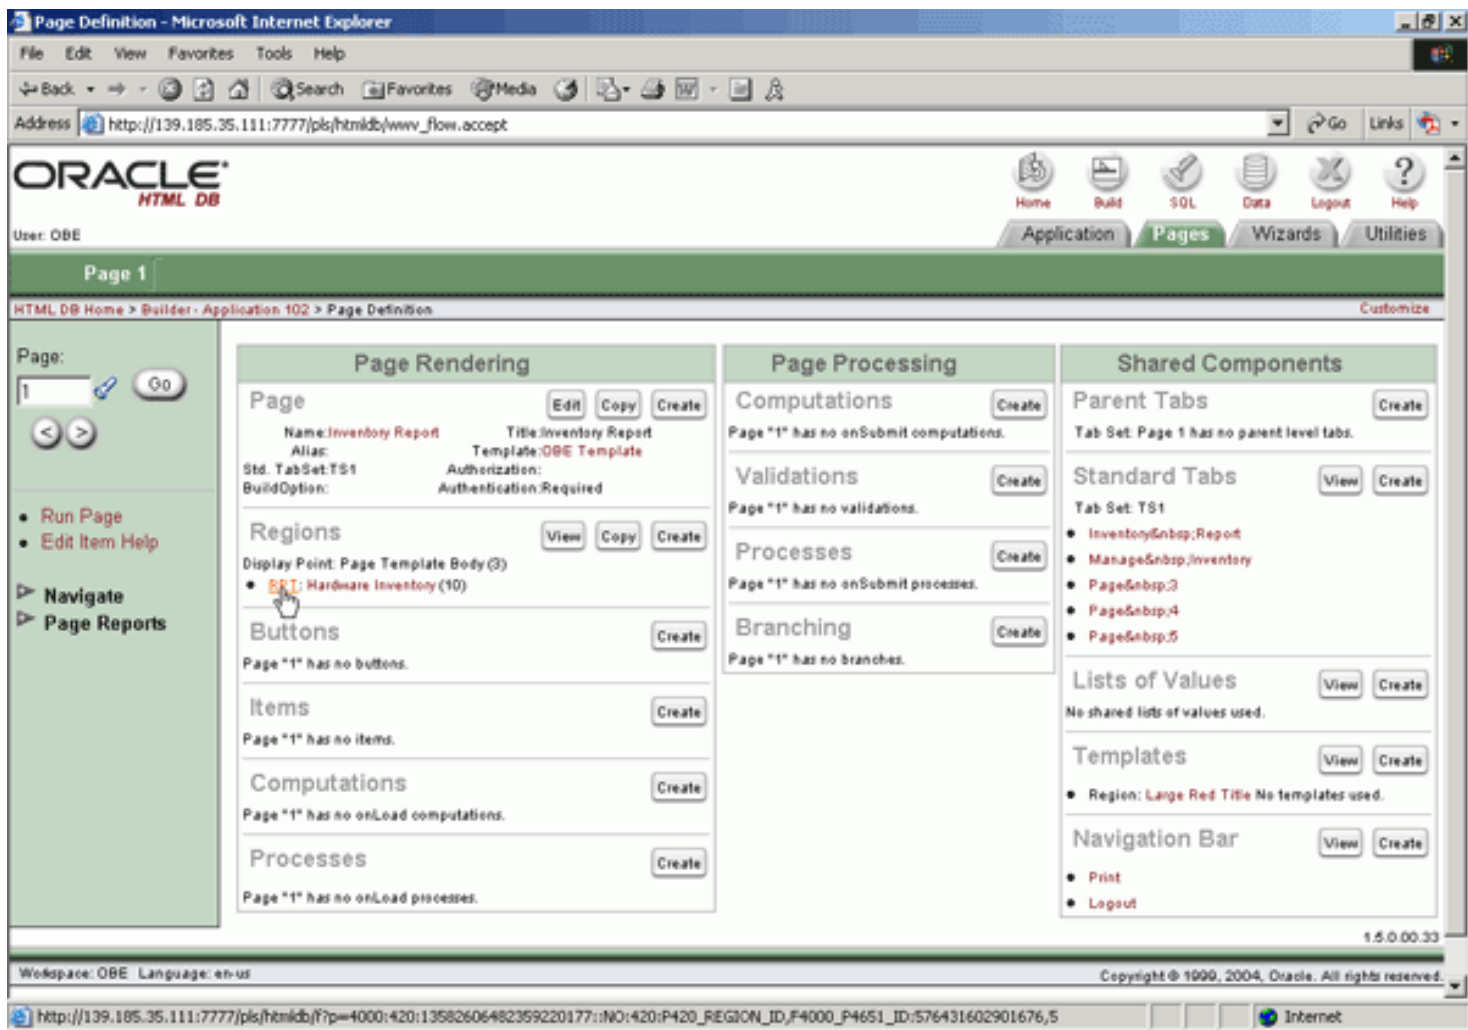 Page Definition - Microsoft Internet Explorer
File Edit View Favorites Tools Help
Back Search Favorites Media
Address http://139.185.35.111:7777/pls/htmldb/wwv_flow.accept Go Links
ORACLE
HTML DB
Home Build SQL Data Logout Help
User: OBE
Application Pages Wizards Utilities
Page 1
HTML DB Home > Builder - Application 102 > Page Definition
Customize
Page:
1 Go
< >
Run Page
Edit Item Help
Navigate
Page Reports
Page Rendering
Page Edit Copy Create
Name:Inventory Report Title:Inventory Report
Alias: Template:OBE Template
Std. TabSet:TS1 Authorization:
BuildOption: Authentication:Required
Regions View Copy Create
Display Point: Page Template Body (3)
RPT: Hardware Inventory (10)
Buttons Create
Page "1" has no buttons.
Items Create
Page "1" has no items.
Computations Create
Page "1" has no onLoad computations.
Processes Create
Page "1" has no onLoad processes.
Page Processing
Computations Create
Page "1" has no onSubmit computations.
Validations Create
Page "1" has no validations.
Processes Create
Page "1" has no onSubmit processes.
Branching Create
Page "1" has no branches.
Shared Components
Parent Tabs Create
Tab Set: Page 1 has no parent level tabs.
Standard Tabs View Create
Tab Set: TS1
Inventory&nbsp;Report
Manage&nbsp;Inventory
Page&nbsp;3
Page&nbsp;4
Page&nbsp;5
Lists of Values View Create
No shared lists of values used.
Templates View Create
Region: Large Red Title No templates used.
Navigation Bar View Create
Print
Logout
1.5.0.00.33
Workspace: OBE Language: en-us
Copyright © 1999, 2004, Oracle. All rights reserved.
http://139.185.35.111:7777/pls/htmldb/f?p=4000:420:13582606482359220177::NO:420:P420_REGION_ID,F4000_P4651_ID:576431602901676,5 Internet